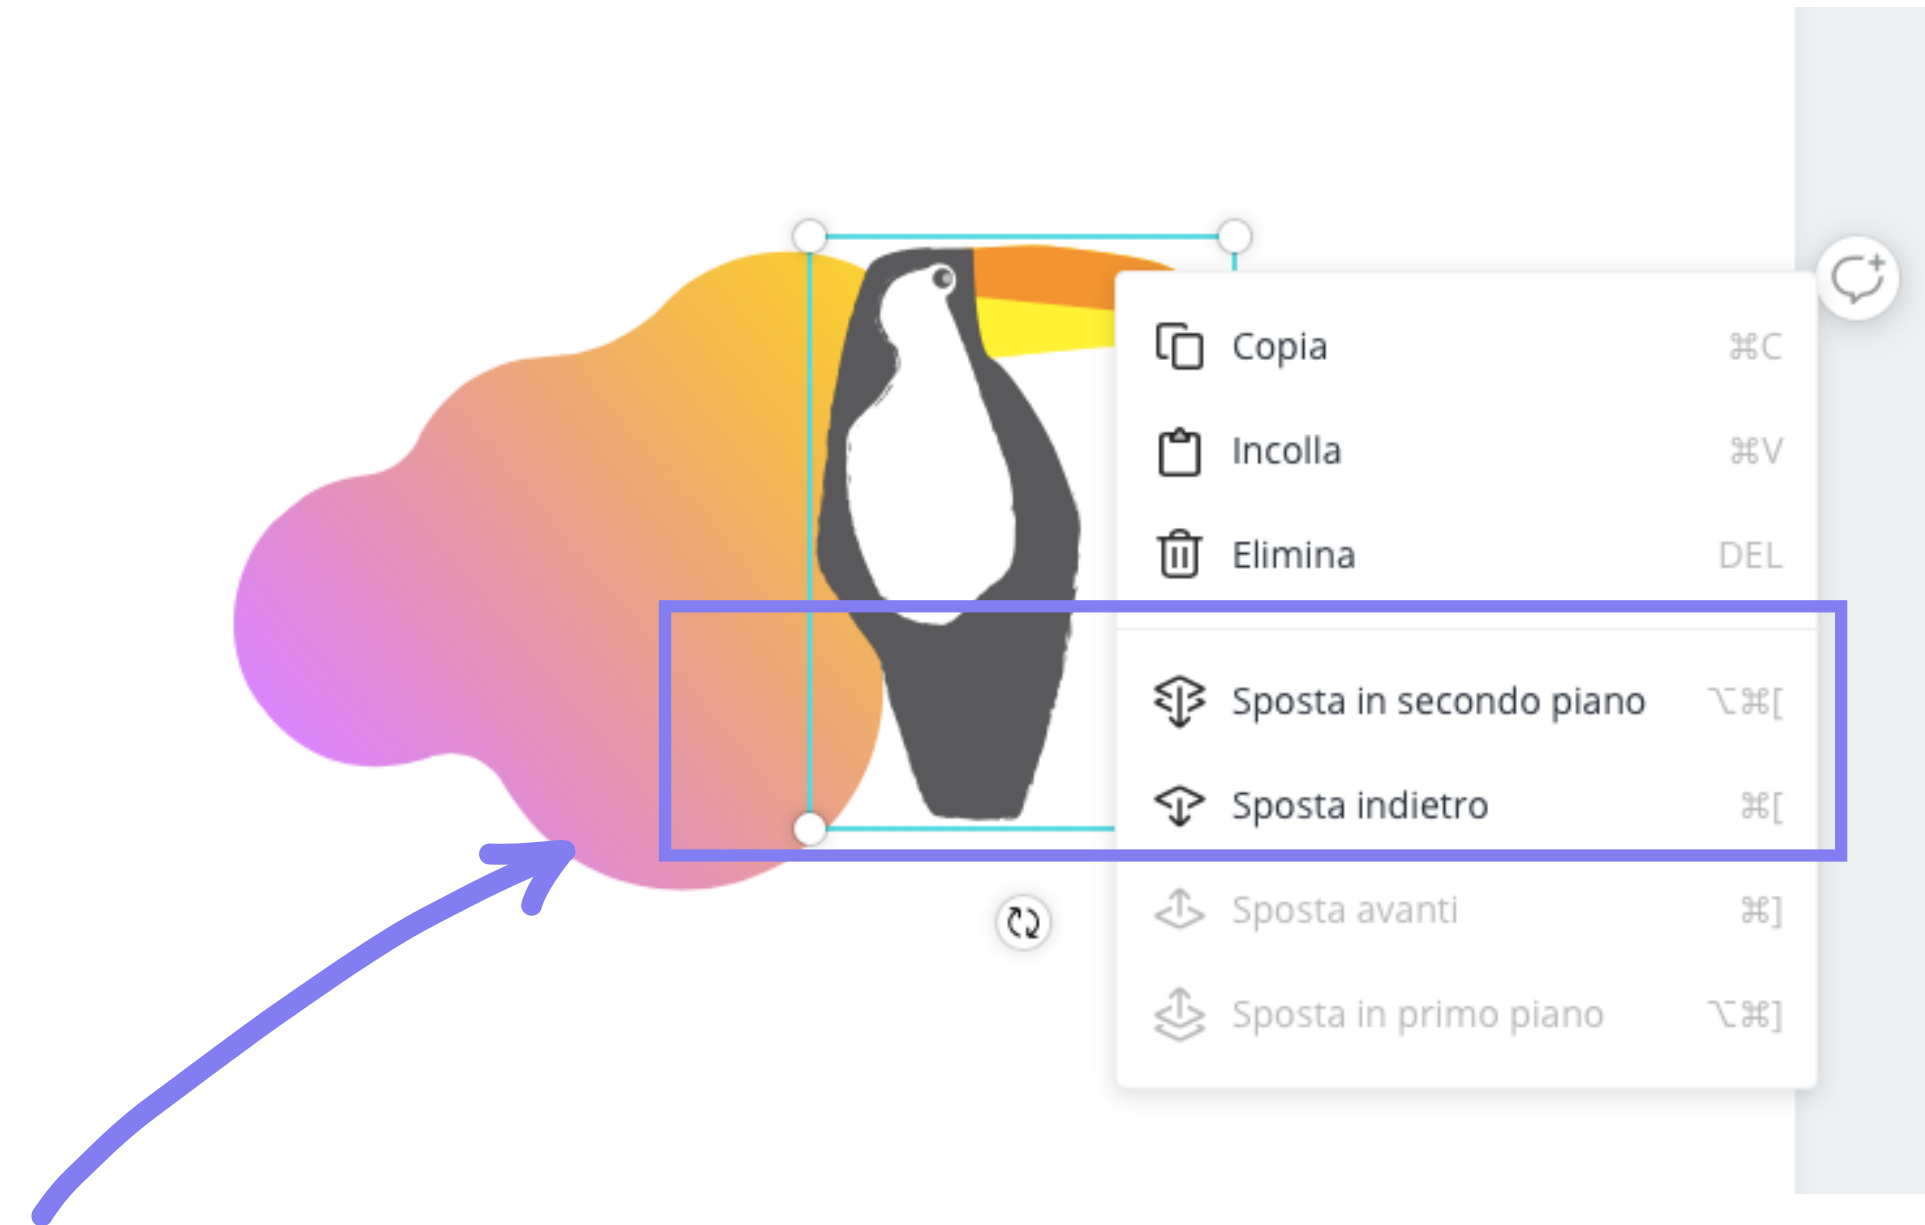 Copia ⌘C
Incolla ⌘V
Elimina DEL
Sposta in secondo piano ⌥⌘[
Sposta indietro ⌘[
Sposta avanti ⌘]
Sposta in primo piano ⌥⌘]